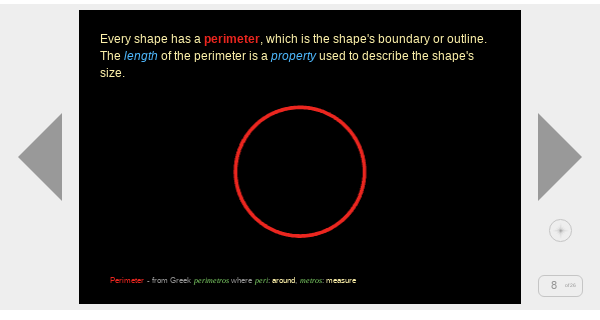 Every shape has a perimeter, which is the shape's boundary or outline.
The length of the perimeter is a property used to describe the shape's
size.
Perimeter - from Greek perimetros where peri: around, metros: measure
8 of 26